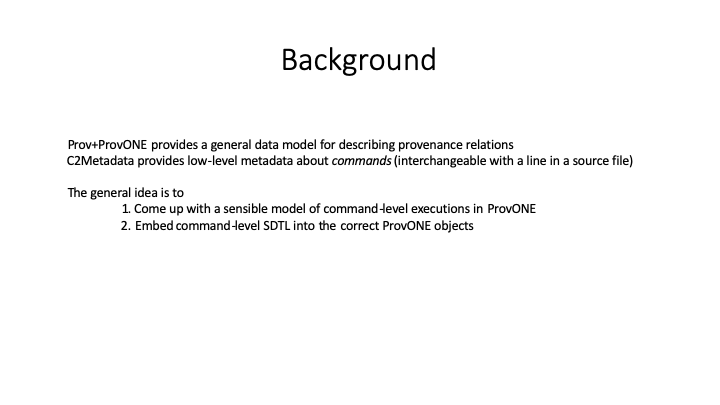 Background
Prov+ProvONE provides a general data model for describing provenance relations
C2Metadata provides low-level metadata about commands (interchangeable with a line in a source file)
The general idea is to
1. Come up with a sensible model of command-level executions in ProvONE
2. Embed command-level SDTL into the correct ProvONE objects